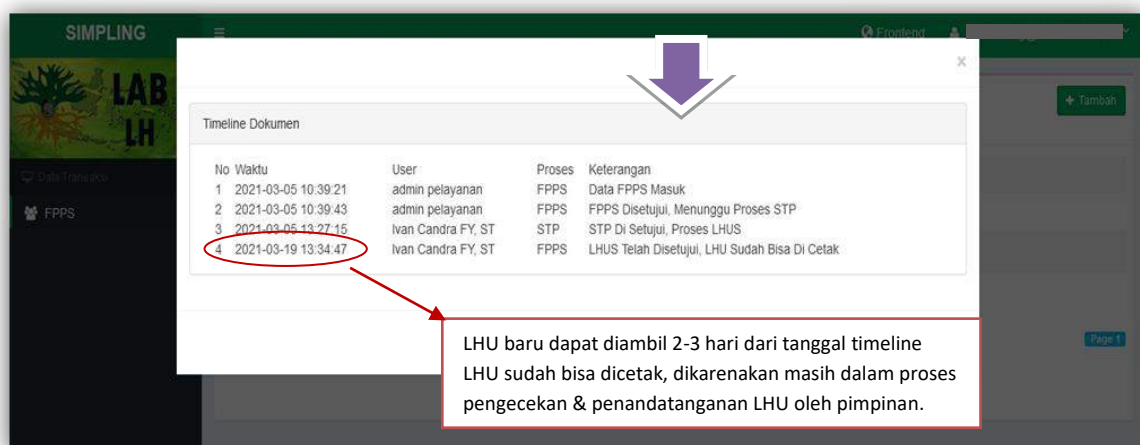 SIMPLING
Frontend
LAB
LH
Data Transaksi
FPPS
+ Tambah
x
Timeline Dokumen
No Waktu User Proses Keterangan
1 2021-03-05 10:39:21 admin pelayanan FPPS Data FPPS Masuk
2 2021-03-05 10:39:43 admin pelayanan FPPS FPPS Disetujui, Menunggu Proses STP
3 2021-03-05 13:27:15 Ivan Candra FY, ST STP STP Di Setujui, Proses LHUS
4 2021-03-19 13:34:47 Ivan Candra FY, ST FPPS LHUS Telah Disetujui, LHU Sudah Bisa Di Cetak
Page 1
LHU baru dapat diambil 2-3 hari dari tanggal timeline
LHU sudah bisa dicetak, dikarenakan masih dalam proses
pengecekan & penandatanganan LHU oleh pimpinan.